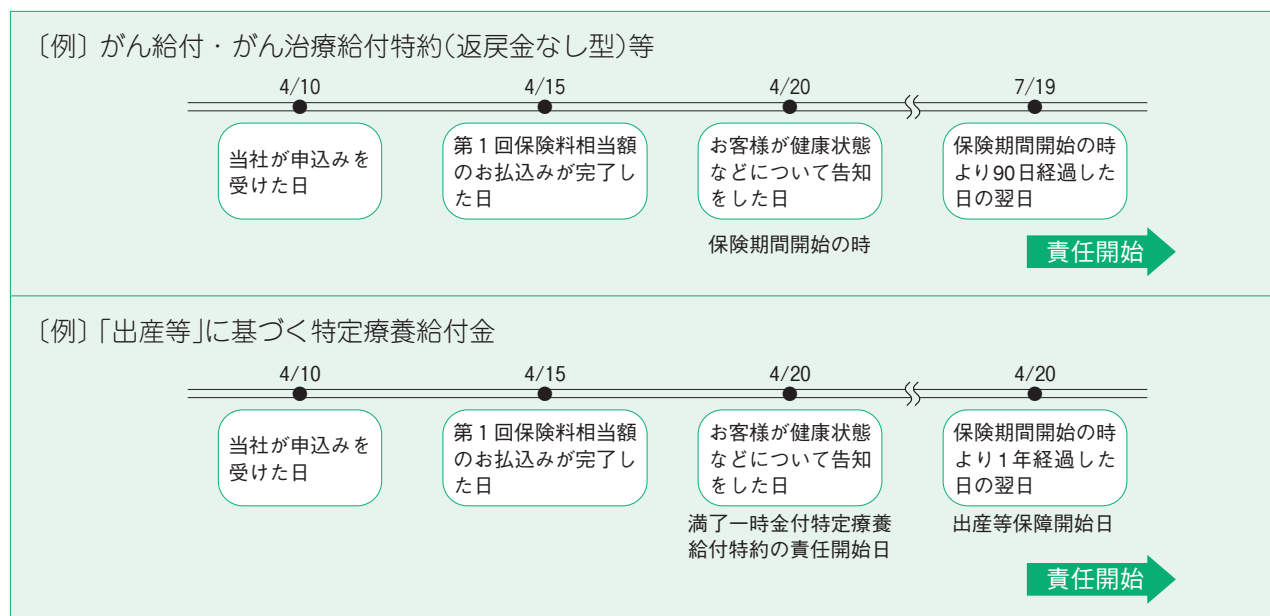 〔例〕がん給付・がん治療給付特約(返戻金なし型)等
4/10
4/15
4/20
7/19
当社が申込みを
受けた日
第1回保険料相当額
のお払込みが完了し
た日
お客様が健康状態
などについて告知
をした日
保険期間開始の時
より90日経過した
日の翌日
保険期間開始の時
責任開始
〔例〕「出産等」に基づく特定療養給付金
4/10
4/15
4/20
4/20
当社が申込みを
受けた日
第1回保険料相当額
のお払込みが完了し
た日
お客様が健康状態
などについて告知
をした日
保険期間開始の時
より1年経過した
日の翌日
満了一時金付特定療養
給付特約の責任開始日
出産等保障開始日
責任開始